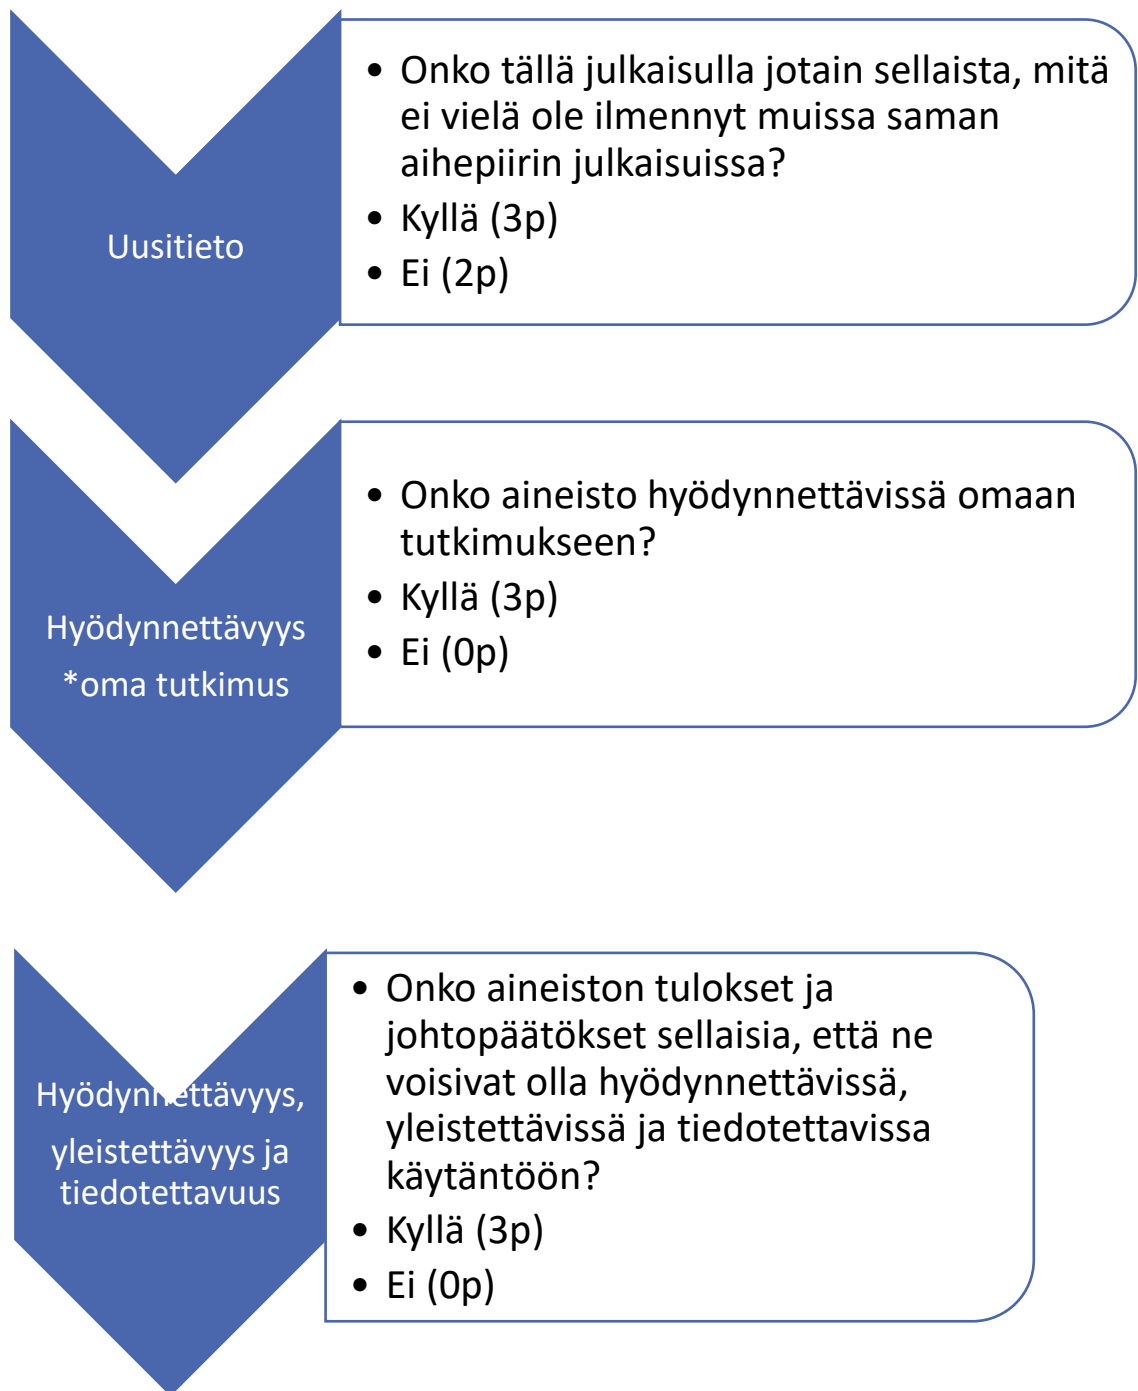 Uusitieto
• Onko tällä julkaisulla jotain sellaista, mitä
ei vielä ole ilmennyt muissa saman
aihepiirin julkaisuissa?
• Kyllä (3p)
• Ei (2p)
Hyödynnettävyys
*oma tutkimus
• Onko aineisto hyödynnettävissä omaan
tutkimukseen?
• Kyllä (3p)
• Ei (0p)
Hyödynnettävyys,
yleistettävyys ja
tiedotettavuus
• Onko aineiston tulokset ja
johtopäätökset sellaisia, että ne
voisivat olla hyödynnettävissä,
yleistettävissä ja tiedotettavissa
käytäntöön?
• Kyllä (3p)
• Ei (0p)